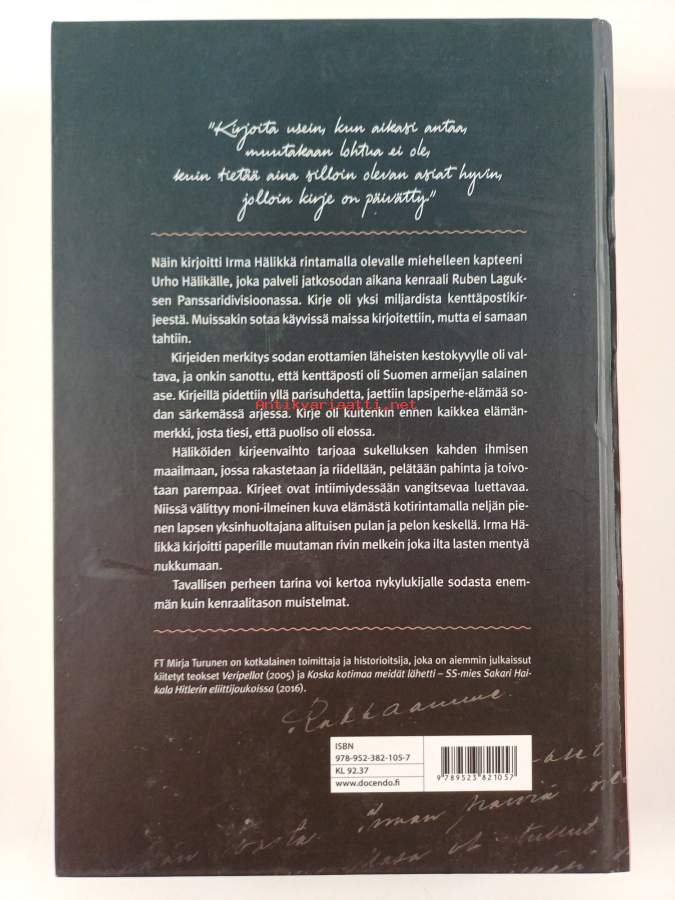 "Kirjoita usein, kun aikasi antaa,
muutakaan lohtua ei ole,
kuin tietää aina silloin olevan asiat hyvin,
jolloin kirje on päivätty."
Näin kirjoitti Irma Hälikkä rintamalla olevalle miehelleen kapteeni
Urho Hälikälle, joka palveli jatkosodan aikana kenraali Ruben Laguk-
sen Panssaridivisioonassa. Kirje oli yksi miljardista kenttäpostikir-
jeestä. Muissakin sotaa käyvissä maissa kirjoitettiin, mutta ei samaan
tahtiin.
Kirjeiden merkitys sodan erottamien läheisten kestokyvylle oli val-
tava, ja onkin sanottu, että kenttäposti oli Suomen armeijan salainen
ase. Kirjeillä pidettiin yllä parisuhdetta, jaettiin lapsiperhe-elämää so-
Antikvariaatti.net
dan särkemässä arjessa. Kirje oli kuitenkin ennen kaikkea elämän-
merkki, josta tiesi, että puoliso oli elossa.
Häliköiden kirjeenvaihto tarjoaa sukelluksen kahden ihmisen
maailmaan, jossa rakastetaan ja riidellään, pelätään pahinta ja toivo-
taan parempaa. Kirjeet ovat intiimiydessään vangitsevaa luettavaa.
Niissä välittyy moni-ilmeinen kuva elämästä kotirintamalla neljän pie-
nen lapsen yksinhuoltajana alituisen pulan ja pelon keskellä. Irma Hä-
likkä kirjoitti paperille muutaman rivin melkein joka ilta lasten mentyä
nukkumaan.
Tavallisen perheen tarina voi kertoa nykylukijalle sodasta enem-
män kuin kenraalitason muistelmat.
FT Mirja Turunen on kotkalainen toimittaja ja historioitsija, joka on aiemmin julkaissut
kiitetyt teokset Veripellot (2005) ja Koska kotimaa meidät lähetti – SS-mies Sakari Hai-
kala Hitlerin eliittijoukoissa (2016).
Rakkaamme.
ISBN
978-952-382-105-7
KL 92.37
www.docendo.fi
9 789523 821057
ilman
tullut